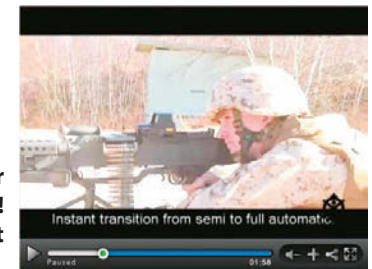 r
!
t
Instant transition from semi to full automatic.
Paused
01:58